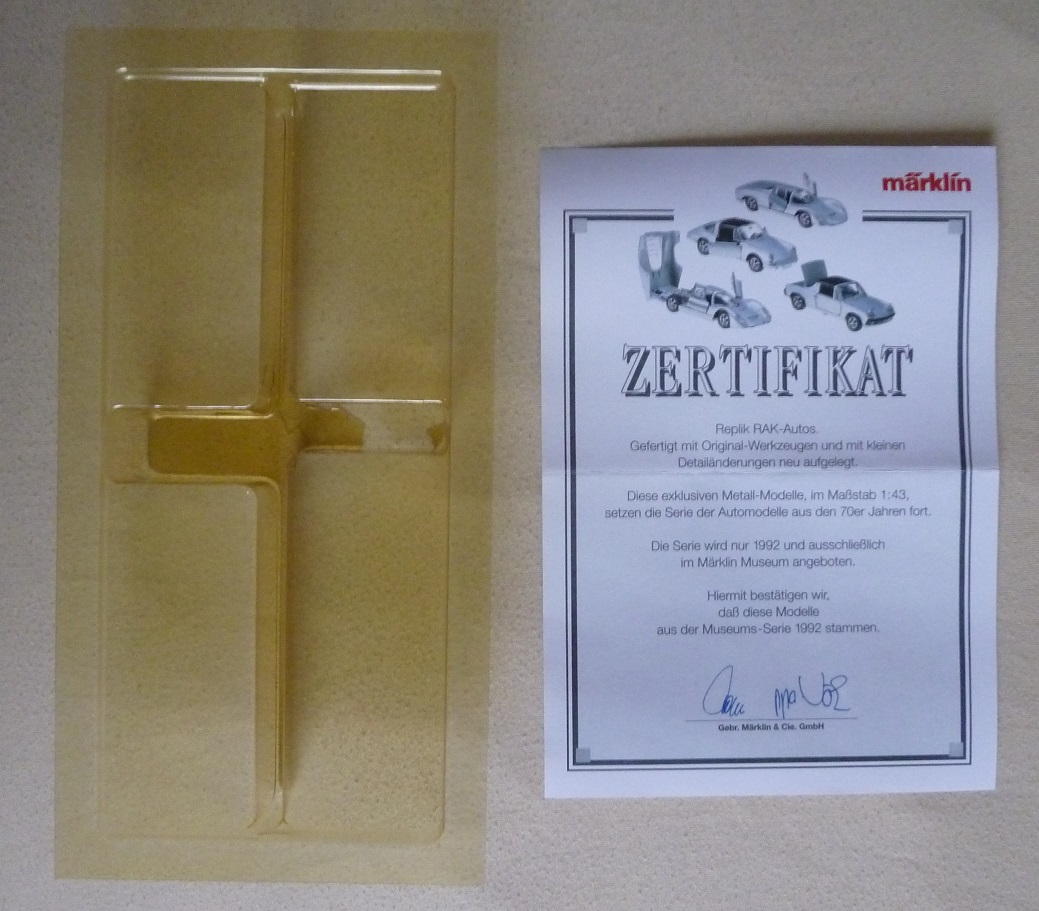 märklin
ZERTIFIKAT
Replik RAK-Autos.
Gefertigt mit Original-Werkzeugen und mit kleinen
Detailänderungen neu aufgelegt.
Diese exklusiven Metall-Modelle, im Maßstab 1:43,
setzen die Serie der Automodelle aus den 70er Jahren fort.
Die Serie wird nur 1992 und ausschließlich
im Märklin Museum angeboten.
Hiermit bestätigen wir,
daß diese Modelle
aus der Museums-Serie 1992 stammen.
Gebr. Märklin & Cie. GmbH